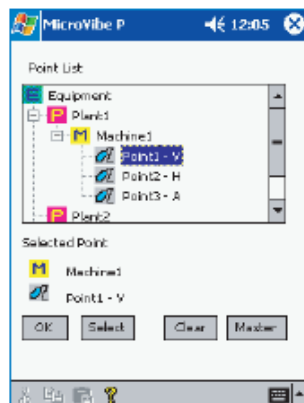 MicroVibe P 12:05
Point List
E Equipment
P Plant1
M Machine1
Point1 - V
Point2 - H
Point3 - A
P Plant2
Selected Point
M Machine1
Point1 - V
OK Select Clear Master